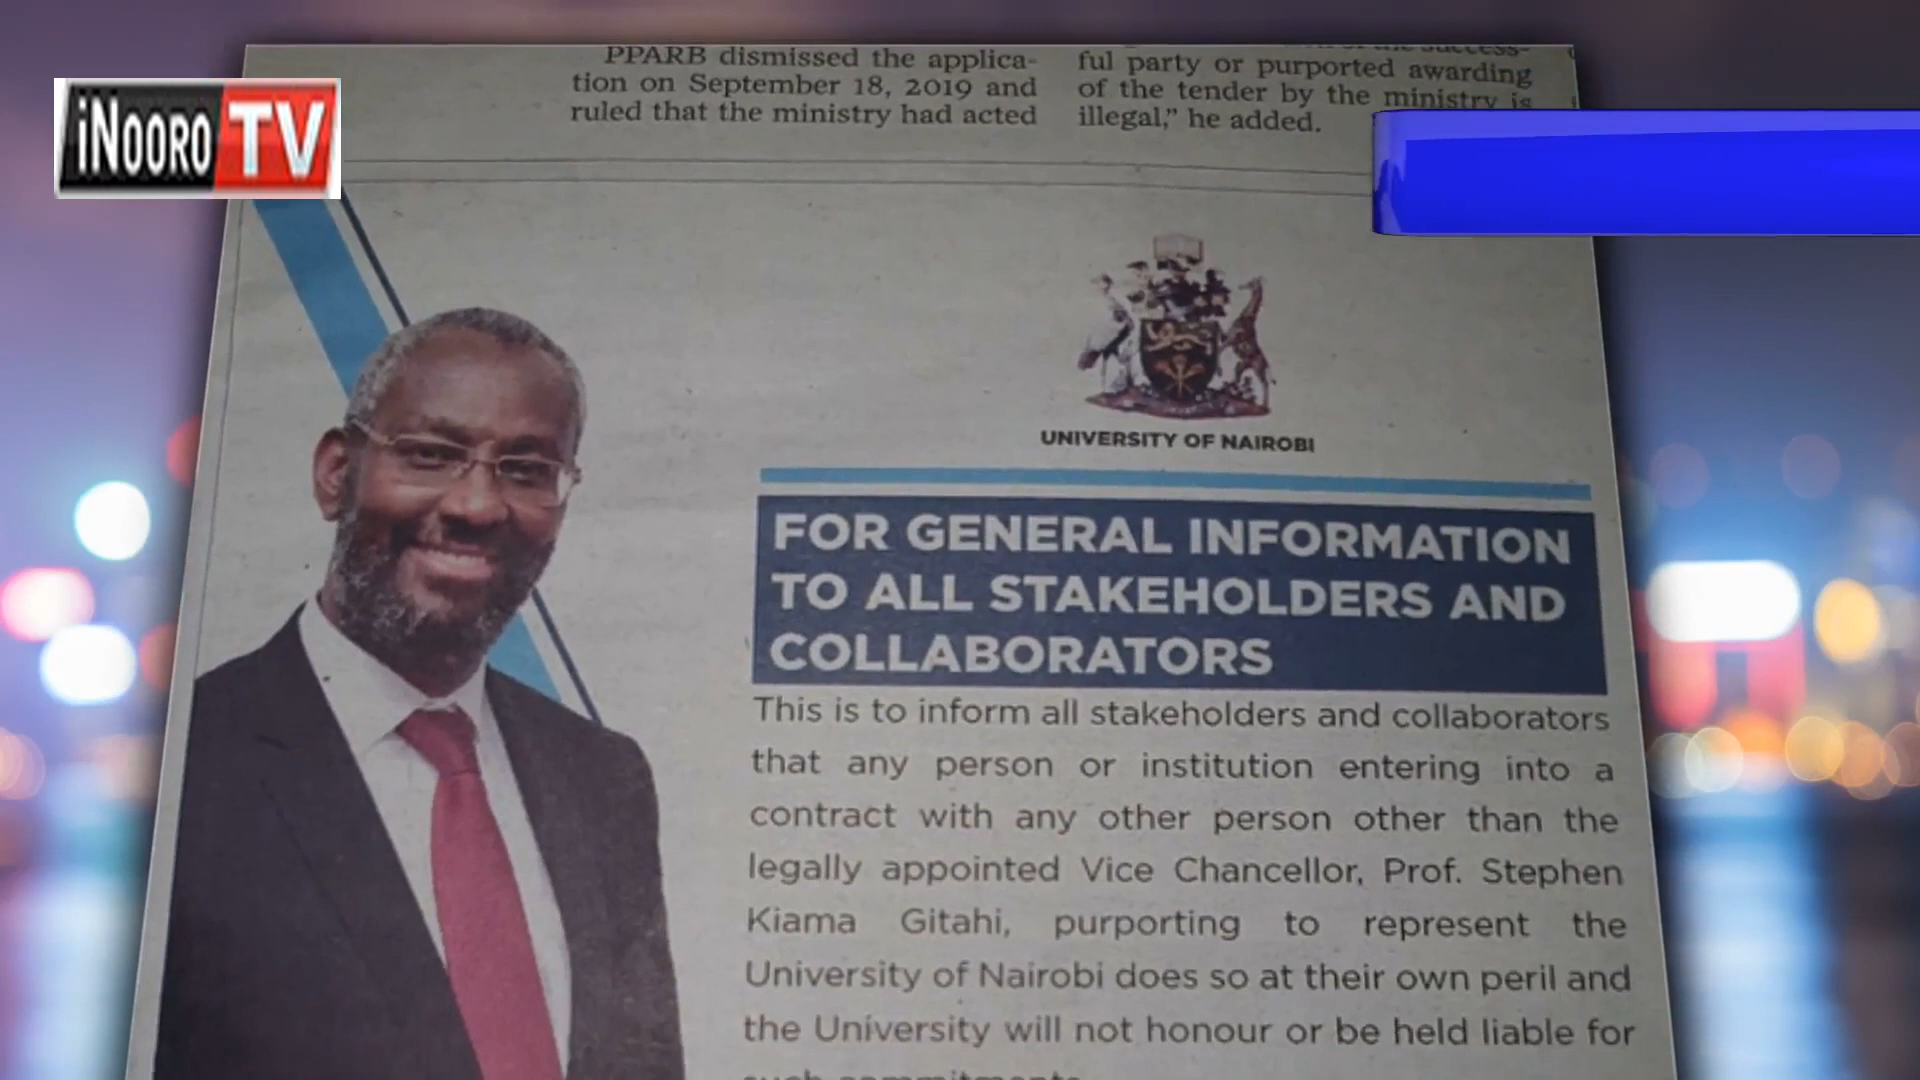 iNOORO TV
PPARB dismissed the applica-
tion on September 18, 2019 and
ruled that the ministry had acted
of the success-
ful party or purported awarding
of the tender by the ministry is
illegal,” he added.
UNIVERSITY OF NAIROBI
FOR GENERAL INFORMATION
TO ALL STAKEHOLDERS AND
COLLABORATORS
This is to inform all stakeholders and collaborators
that any person or institution entering into a
contract with any other person other than the
legally appointed Vice Chancellor, Prof. Stephen
Kiama Gitahi, purporting to represent the
University of Nairobi does so at their own peril and
the University will not honour or be held liable for
such commitments